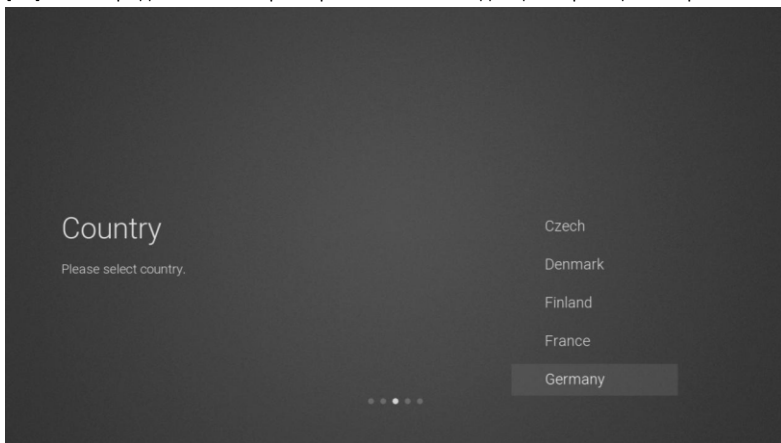 Country
Please select country.
Czech
Denmark
Finland
France
Germany